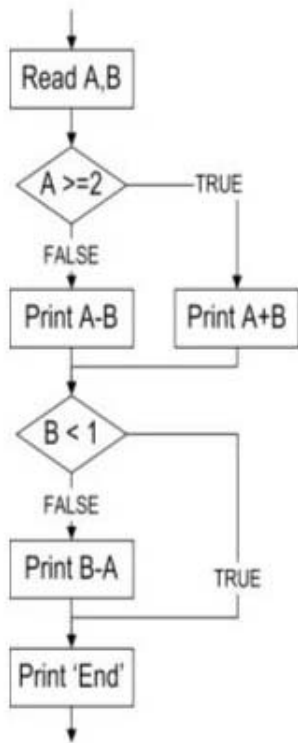 Read A,B
A >=2
TRUE
FALSE
Print A-B
Print A+B
B < 1
FALSE
Print B-A
TRUE
Print ‘End’